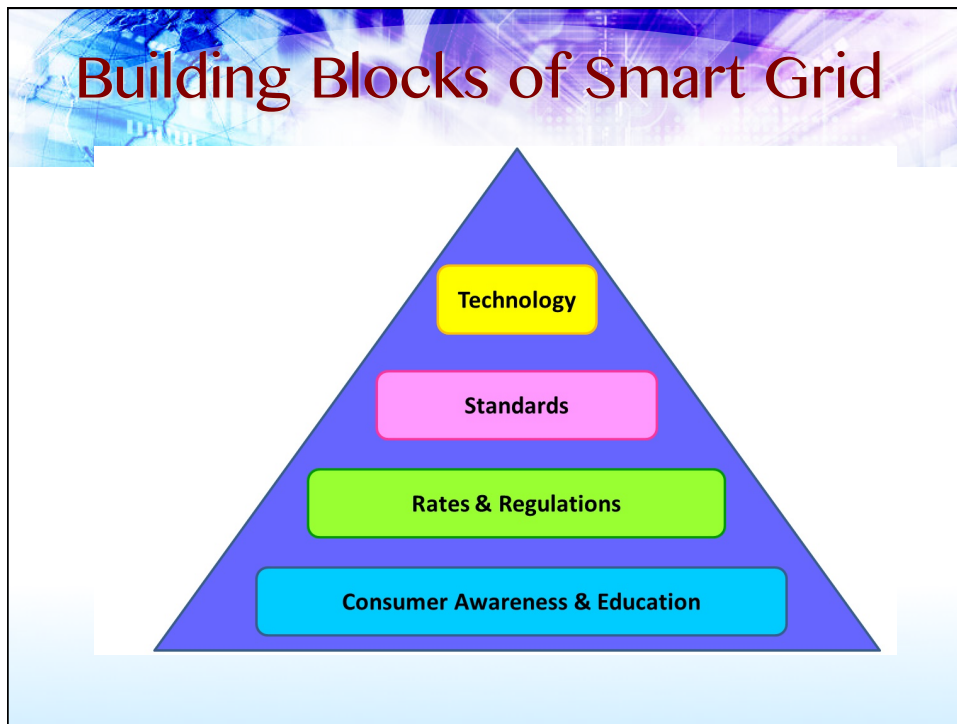 Building Blocks of Smart Grid
Technology
Standards
Rates & Regulations
Consumer Awareness & Education